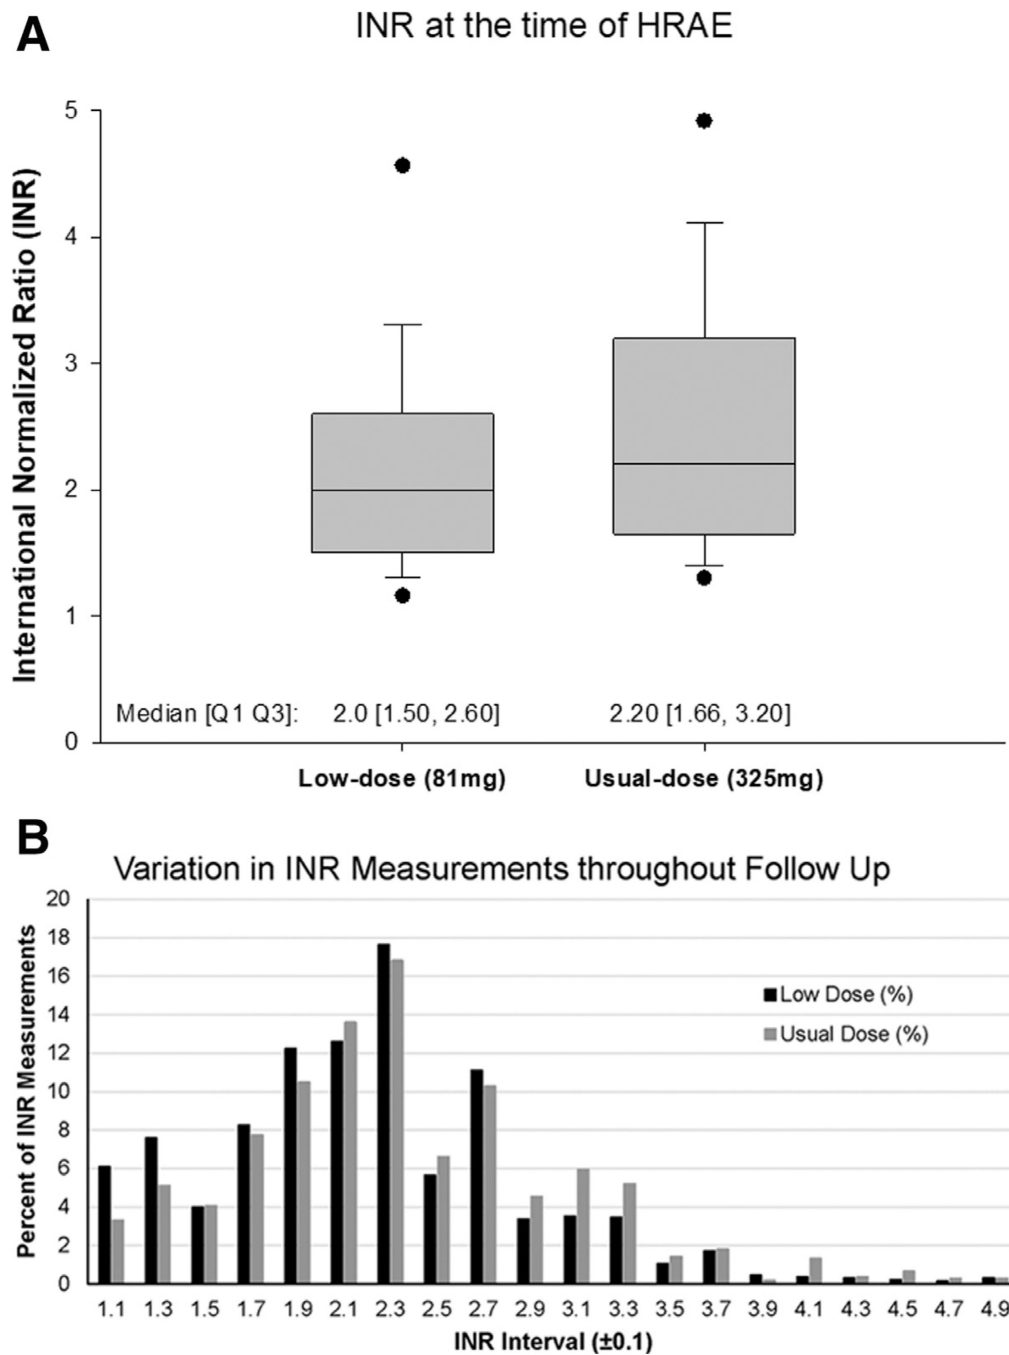 A
INR at the time of HRAE
International Normalized Ratio (INR)
5
4
3
2
1
0
Median [Q1 Q3]: 2.0 [1.50, 2.60] 2.20 [1.66, 3.20]
Low-dose (81mg) Usual-dose (325mg)
B
Variation in INR Measurements throughout Follow Up
Percent of INR Measurements
20
18
16
14
12
10
8
6
4
2
0
Low Dose (%)
Usual Dose (%)
1.1 1.3 1.5 1.7 1.9 2.1 2.3 2.5 2.7 2.9 3.1 3.3 3.5 3.7 3.9 4.1 4.3 4.5 4.7 4.9
INR Interval (±0.1)